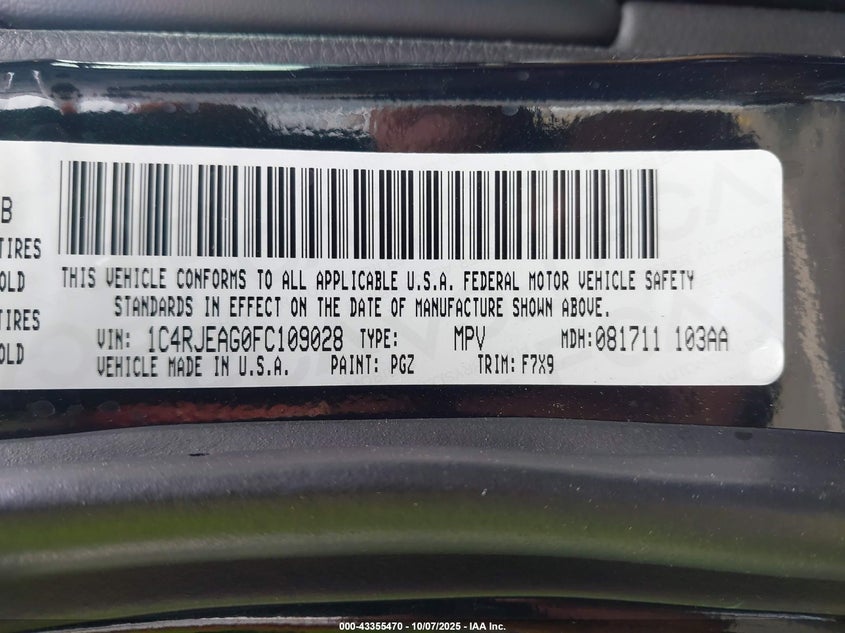 B
TIRES
OLD
TIRES
OLD
THIS VEHICLE CONFORMS TO ALL APPLICABLE U.S.A. FEDERAL MOTOR VEHICLE SAFETY
STANDARDS IN EFFECT ON THE DATE OF MANUFACTURE SHOWN ABOVE.
VIN: 1C4RJEAG0FC109028 TYPE: MPV MDH:081711 103AA
VEHICLE MADE IN U.S.A. PAINT: PGZ TRIM: F7X9
000-43355470 - 10/07/2025 - IAA Inc.